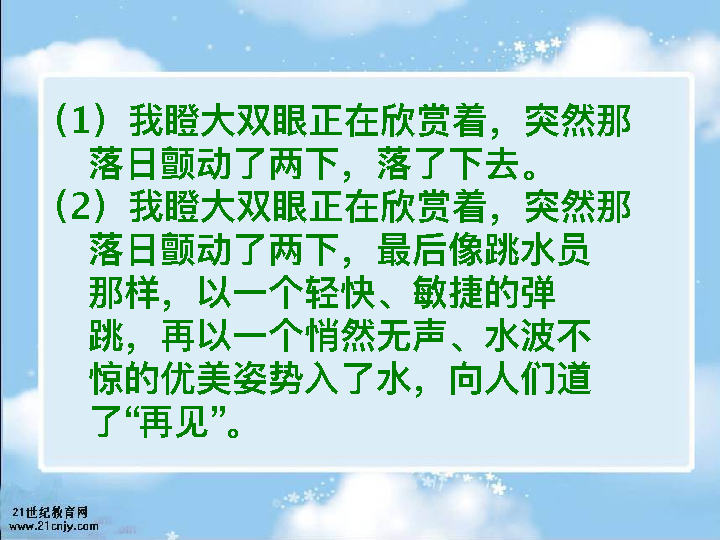 （1）我瞪大双眼正在欣赏着，突然那
落日颤动了两下，落了下去。
（2）我瞪大双眼正在欣赏着，突然那
落日颤动了两下，最后像跳水员
那样，以一个轻快、敏捷的弹
跳，再以一个悄然无声、水波不
惊的优美姿势入了水，向人们道
了“再见”。
21世纪教育网
www.21cnjy.com